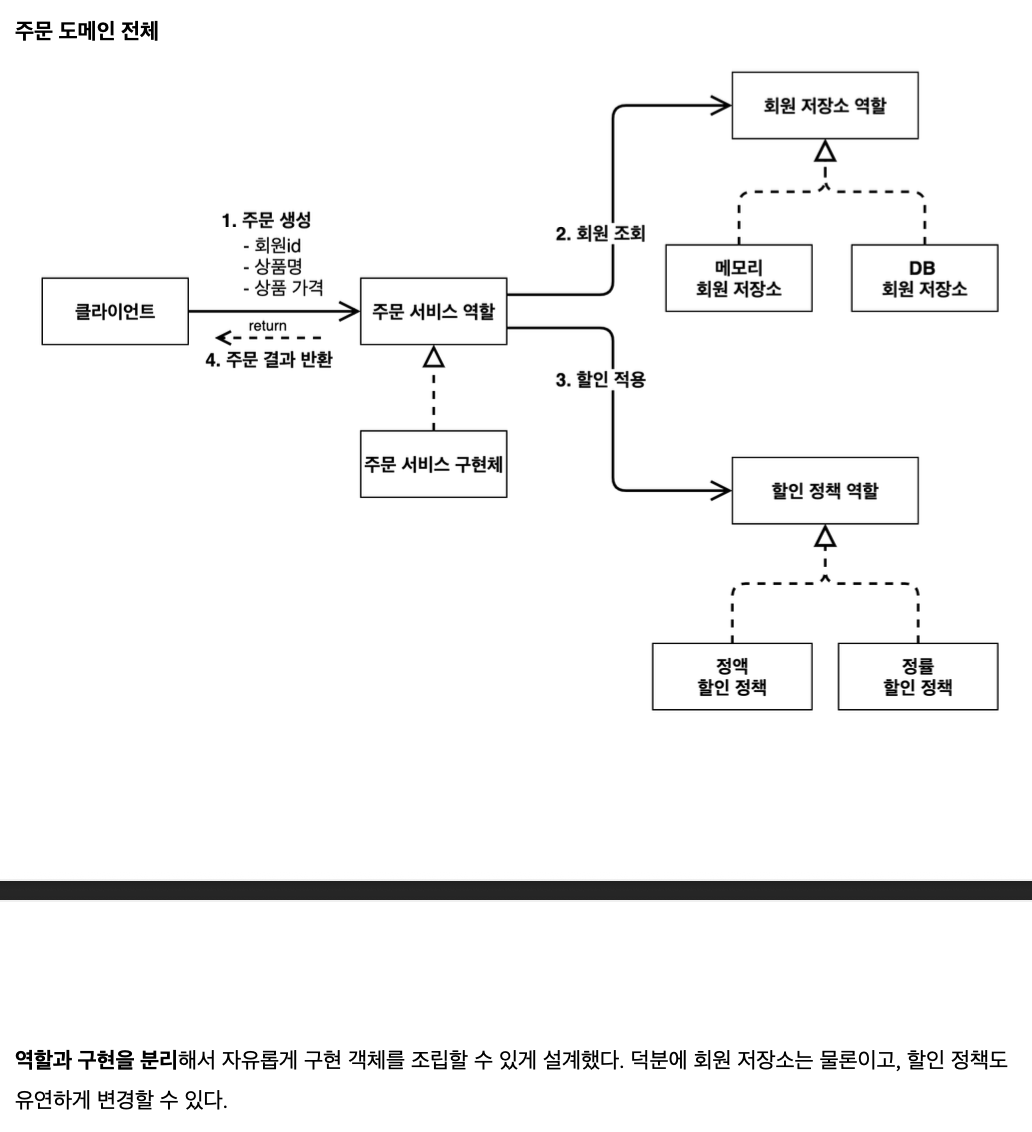 주문 도메인 전체
회원 저장소 역할
1. 주문 생성
- 회원id
- 상품명
- 상품 가격
2. 회원 조회
메모리
회원 저장소
DB
회원 저장소
클라이언트
주문 서비스 역할
return
4. 주문 결과 반환
3. 할인 적용
주문 서비스 구현체
할인 정책 역할
정액
할인 정책
정률
할인 정책
역할과 구현을 분리해서 자유롭게 구현 객체를 조립할 수 있게 설계했다. 덕분에 회원 저장소는 물론이고, 할인 정책도
유연하게 변경할 수 있다.